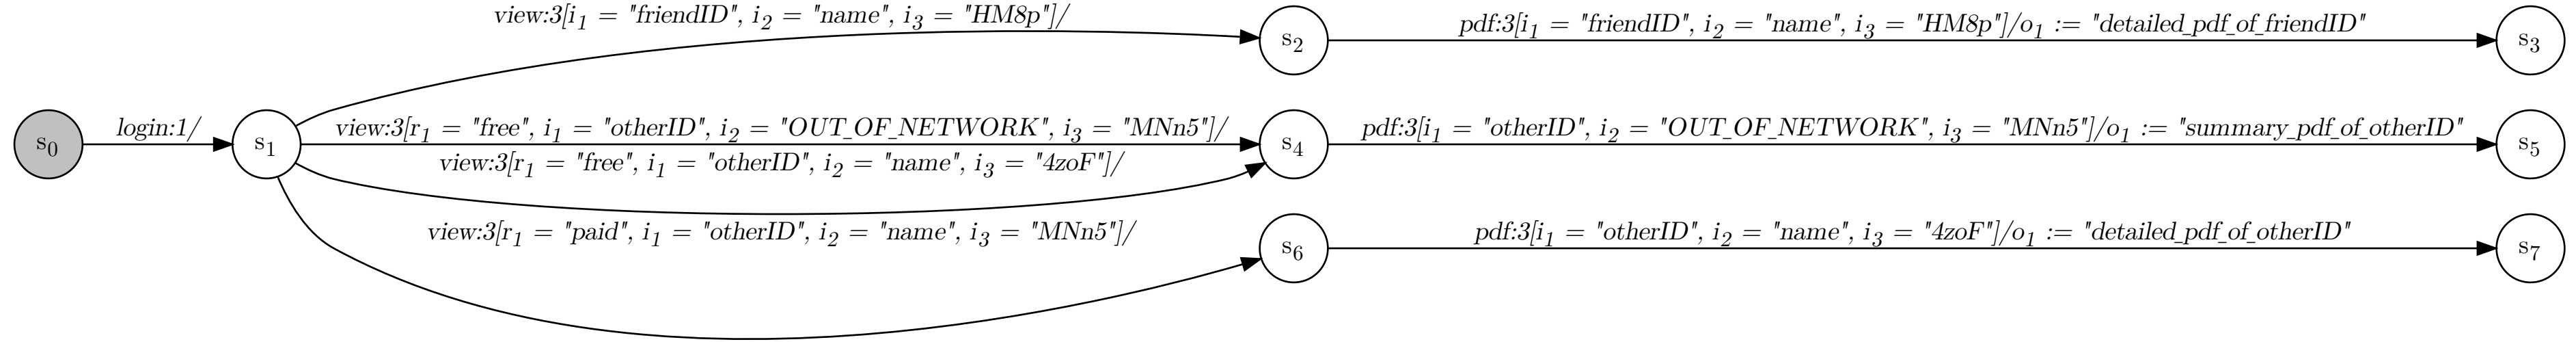 view:3[i1 = "friendID", i2 = "name", i3 = "HM8p"]/
s2
pdf:3[i1 = "friendID", i2 = "name", i3 = "HM8p"]/o1 := "detailed_pdf_of_friendID"
s3
s0
login:1/
s1
view:3[r1 = "free", i1 = "otherID", i2 = "OUT_OF_NETWORK", i3 = "MNn5"]/
s4
pdf:3[i1 = "otherID", i2 = "OUT_OF_NETWORK", i3 = "MNn5"]/o1 := "summary_pdf_of_otherID"
s5
view:3[r1 = "free", i1 = "otherID", i2 = "name", i3 = "4zoF"]/
view:3[r1 = "paid", i1 = "otherID", i2 = "name", i3 = "MNn5"]/
s6
pdf:3[i1 = "otherID", i2 = "name", i3 = "4zoF"]/o1 := "detailed_pdf_of_otherID"
s7